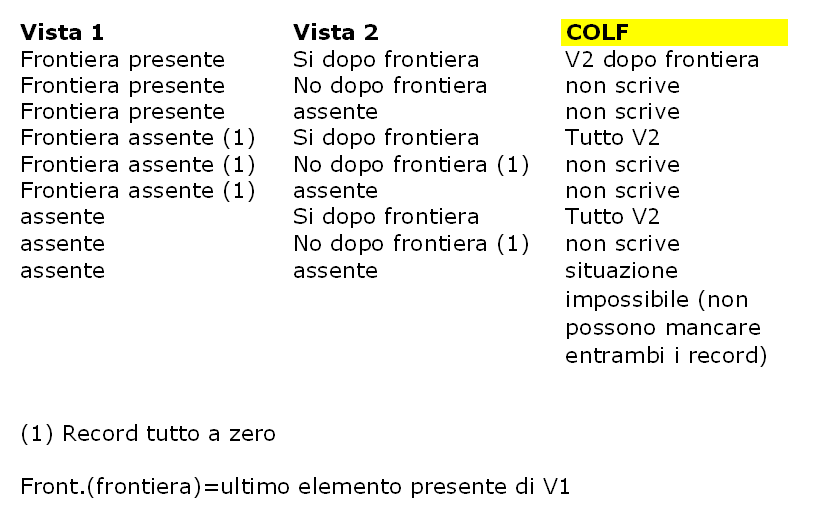 Vista 1 Vista 2 COLF
Frontiera presente Si dopo frontiera V2 dopo frontiera
Frontiera presente No dopo frontiera non scrive
Frontiera presente assente non scrive
Frontiera assente (1) Si dopo frontiera Tutto V2
Frontiera assente (1) No dopo frontiera (1) non scrive
Frontiera assente (1) assente non scrive
assente Si dopo frontiera Tutto V2
assente No dopo frontiera (1) non scrive
assente assente situazione
impossibile (non
possono mancare
entrambi i record)
(1) Record tutto a zero
Front.(frontiera)=ultimo elemento presente di V1